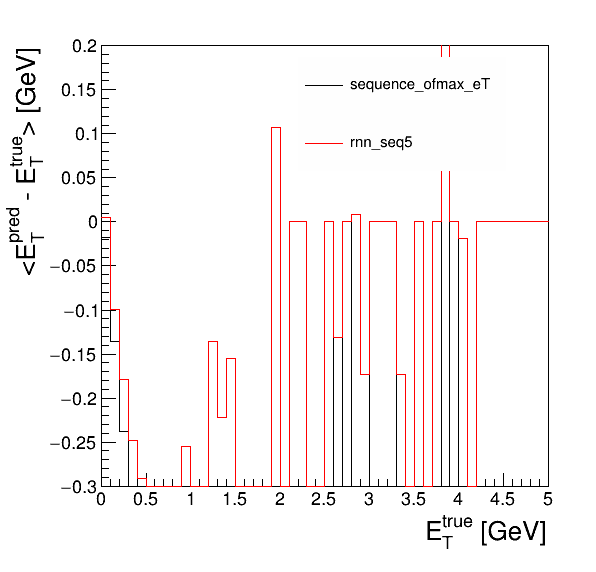 <E_T^pred - E_T^true> [GeV]
0.2
0.15
0.1
0.05
0
−0.05
−0.1
−0.15
−0.2
−0.25
−0.3
sequence_ofmax_eT
rnn_seq5
0 0.5 1 1.5 2 2.5 3 3.5 4 4.5 5
E_T^true [GeV]